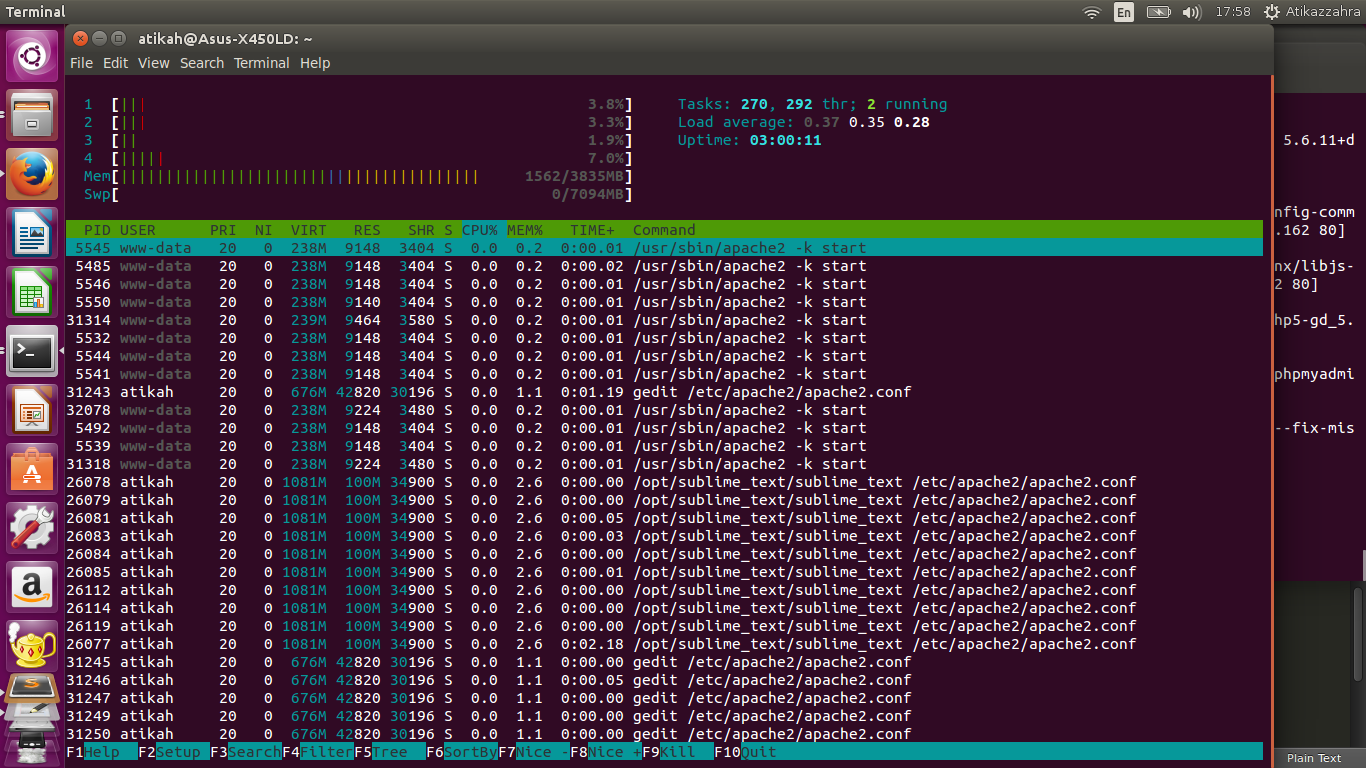 Terminal En 17:58 Atikazzahra
atikah@Asus-X450LD: ~
File Edit View Search Terminal Help
1 [||| 3.8%] Tasks: 270, 292 thr; 2 running
2 [||| 3.3%] Load average: 0.37 0.35 0.28
3 [|| 1.9%] Uptime: 03:00:11
4 [||||| 7.0%]
Mem[|||||||||||||||||||||||||||||||||||||||| 1562/3835MB]
Swp[ 0/7094MB]
PID USER PRI NI VIRT RES SHR S CPU% MEM% TIME+ Command
5545 www-data 20 0 238M 9148 3404 S 0.0 0.2 0:00.01 /usr/sbin/apache2 -k start
5485 www-data 20 0 238M 9148 3404 S 0.0 0.2 0:00.02 /usr/sbin/apache2 -k start
5546 www-data 20 0 238M 9148 3404 S 0.0 0.2 0:00.01 /usr/sbin/apache2 -k start
5550 www-data 20 0 238M 9140 3404 S 0.0 0.2 0:00.01 /usr/sbin/apache2 -k start
31314 www-data 20 0 239M 9464 3580 S 0.0 0.2 0:00.01 /usr/sbin/apache2 -k start
5532 www-data 20 0 238M 9148 3404 S 0.0 0.2 0:00.01 /usr/sbin/apache2 -k start
5544 www-data 20 0 238M 9148 3404 S 0.0 0.2 0:00.01 /usr/sbin/apache2 -k start
5541 www-data 20 0 238M 9148 3404 S 0.0 0.2 0:00.01 /usr/sbin/apache2 -k start
31243 atikah 20 0 676M 42820 30196 S 0.0 1.1 0:01.19 gedit /etc/apache2/apache2.conf
32078 www-data 20 0 238M 9224 3480 S 0.0 0.2 0:00.01 /usr/sbin/apache2 -k start
5492 www-data 20 0 238M 9148 3404 S 0.0 0.2 0:00.01 /usr/sbin/apache2 -k start
5539 www-data 20 0 238M 9148 3404 S 0.0 0.2 0:00.01 /usr/sbin/apache2 -k start
31318 www-data 20 0 238M 9224 3480 S 0.0 0.2 0:00.01 /usr/sbin/apache2 -k start
26078 atikah 20 0 1081M 100M 34900 S 0.0 2.6 0:00.00 /opt/sublime_text/sublime_text /etc/apache2/apache2.conf
26079 atikah 20 0 1081M 100M 34900 S 0.0 2.6 0:00.00 /opt/sublime_text/sublime_text /etc/apache2/apache2.conf
26081 atikah 20 0 1081M 100M 34900 S 0.0 2.6 0:00.05 /opt/sublime_text/sublime_text /etc/apache2/apache2.conf
26083 atikah 20 0 1081M 100M 34900 S 0.0 2.6 0:00.03 /opt/sublime_text/sublime_text /etc/apache2/apache2.conf
26084 atikah 20 0 1081M 100M 34900 S 0.0 2.6 0:00.00 /opt/sublime_text/sublime_text /etc/apache2/apache2.conf
26085 atikah 20 0 1081M 100M 34900 S 0.0 2.6 0:00.01 /opt/sublime_text/sublime_text /etc/apache2/apache2.conf
26112 atikah 20 0 1081M 100M 34900 S 0.0 2.6 0:00.00 /opt/sublime_text/sublime_text /etc/apache2/apache2.conf
26114 atikah 20 0 1081M 100M 34900 S 0.0 2.6 0:00.00 /opt/sublime_text/sublime_text /etc/apache2/apache2.conf
26119 atikah 20 0 1081M 100M 34900 S 0.0 2.6 0:00.00 /opt/sublime_text/sublime_text /etc/apache2/apache2.conf
26077 atikah 20 0 1081M 100M 34900 S 0.0 2.6 0:02.18 /opt/sublime_text/sublime_text /etc/apache2/apache2.conf
31245 atikah 20 0 676M 42820 30196 S 0.0 1.1 0:00.00 gedit /etc/apache2/apache2.conf
31246 atikah 20 0 676M 42820 30196 S 0.0 1.1 0:00.05 gedit /etc/apache2/apache2.conf
31247 atikah 20 0 676M 42820 30196 S 0.0 1.1 0:00.00 gedit /etc/apache2/apache2.conf
31249 atikah 20 0 676M 42820 30196 S 0.0 1.1 0:00.00 gedit /etc/apache2/apache2.conf
31250 atikah 20 0 676M 42820 30196 S 0.0 1.1 0:00.00 gedit /etc/apache2/apache2.conf
F1Help F2Setup F3SearchF4FilterF5Tree F6SortByF7Nice -F8Nice +F9Kill F10Quit
5.6.11+d
nfig-comm
.162 80]
nx/libjs-
2 80]
hp5-gd_5.
phpmyadmi
--fix-mis
Plain Text